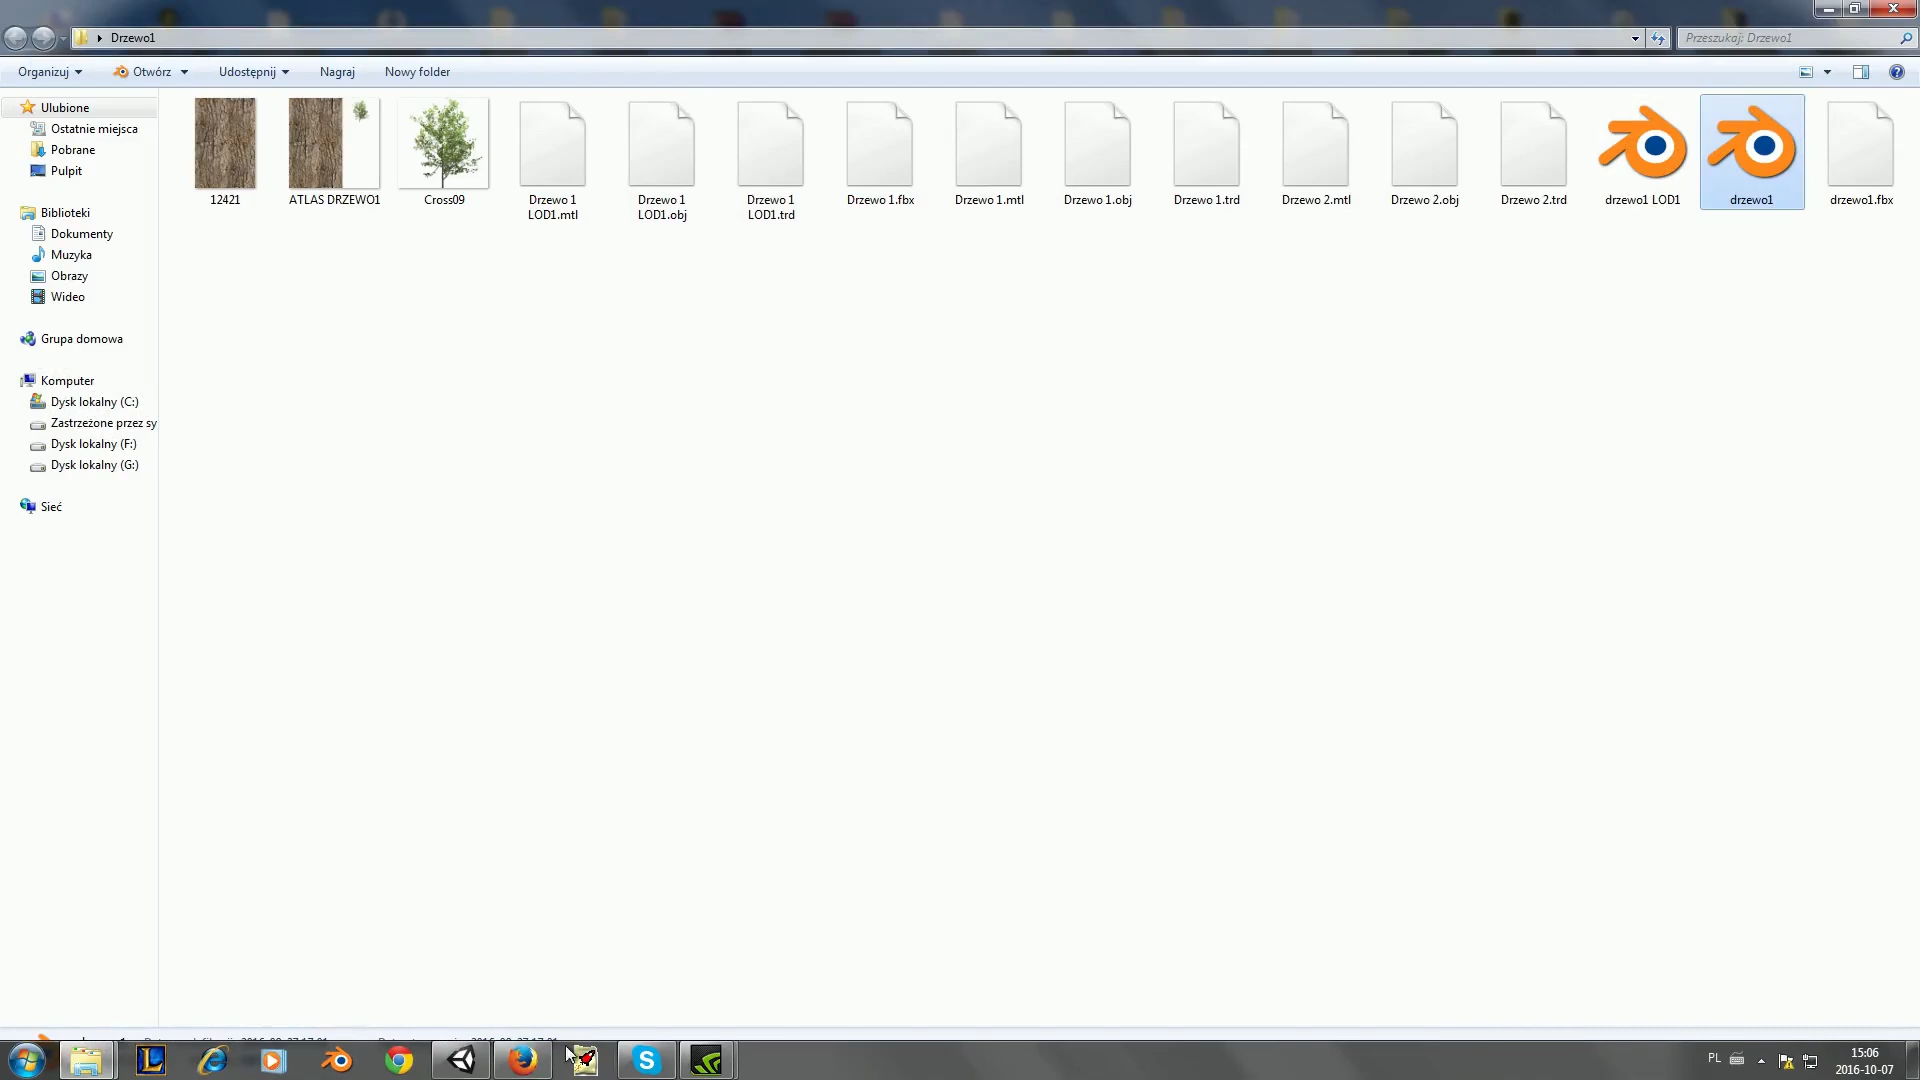 Drzewo1
Przeszukaj: Drzewo1
Organizuj
Otwórz
Udostępnij
Nagraj
Nowy folder
Ulubione
Ostatnie miejsca
Pobrane
Pulpit
Biblioteki
Dokumenty
Muzyka
Obrazy
Wideo
Grupa domowa
Komputer
Dysk lokalny (C:)
Zastrzeżone przez sy
Dysk lokalny (F:)
Dysk lokalny (G:)
Sieć
12421
ATLAS DRZEWO1
Cross09
Drzewo 1
LOD1.mtl
Drzewo 1
LOD1.obj
Drzewo 1
LOD1.trd
Drzewo 1.fbx
Drzewo 1.mtl
Drzewo 1.obj
Drzewo 1.trd
Drzewo 2.mtl
Drzewo 2.obj
Drzewo 2.trd
drzewo1 LOD1
drzewo1
drzewo1.fbx
PL
15:06
2016-10-07